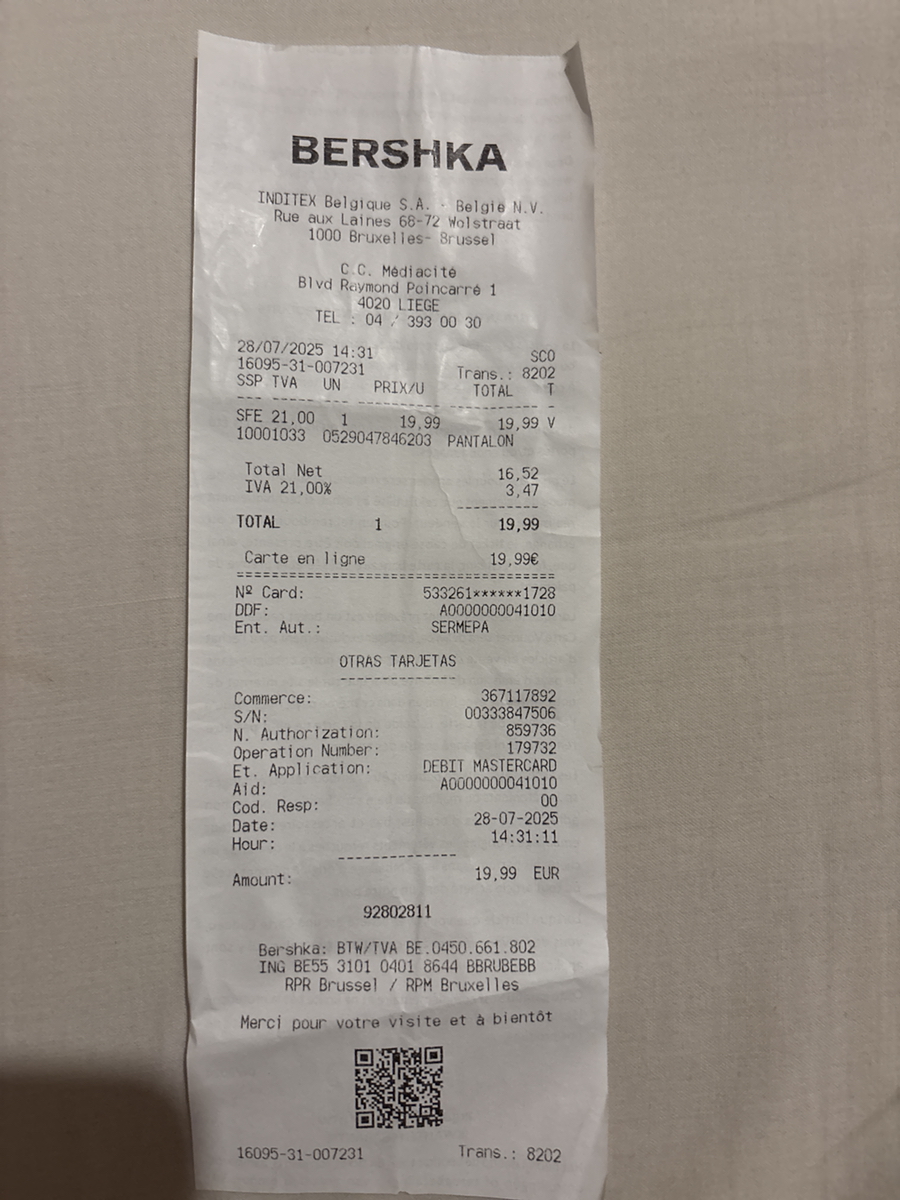 BERSHKA
INDITEX Belgique S.A. - Belgie N.V.
Rue aux Laines 68-72 Wolstraat
1000 Bruxelles- Brussel
C.C. Médiacité
Blvd Raymond Poincarré 1
4020 LIEGE
TEL : 04 / 393 00 30
28/07/2025 14:31 SCO
16095-31-007231 Trans.: 8202
SSP TVA UN PRIX/U TOTAL T
SFE 21,00 1 19,99 19,99 V
10001033 0529047846203 PANTALON
Total Net 16,52
IVA 21,00% 3,47
TOTAL 1 19,99
Carte en ligne 19,99€
Nº Card: 533261******1728
DDF: A0000000041010
Ent. Aut.: SERMEPA
OTRAS TARJETAS
Commerce: 367117892
S/N: 00333847506
N. Authorization: 859736
Operation Number: 179732
Et. Application: DEBIT MASTERCARD
Aid: A0000000041010
Cod. Resp: 00
Date: 28-07-2025
Hour: 14:31:11
Amount: 19,99 EUR
92802811
Bershka: BTW/TVA BE.0450.661.802
ING BE55 3101 0401 8644 BBRUBEBB
RPR Brussel / RPM Bruxelles
Merci pour votre visite et à bientôt
16095-31-007231 Trans.: 8202